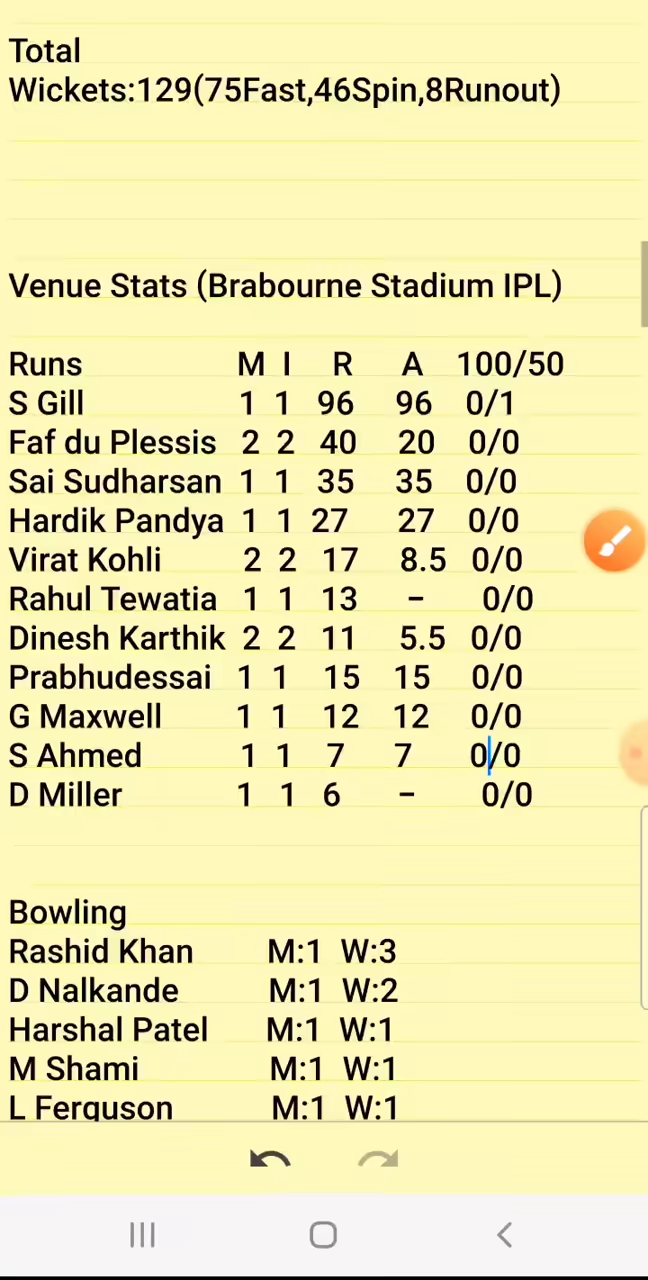 Total
Wickets:129(75Fast,46Spin,8Runout)
Venue Stats (Brabourne Stadium IPL)
Runs M I R A 100/50
S Gill 1 1 96 96 0/1
Faf du Plessis 2 2 40 20 0/0
Sai Sudharsan 1 1 35 35 0/0
Hardik Pandya 1 1 27 27 0/0
Virat Kohli 2 2 17 8.5 0/0
Rahul Tewatia 1 1 13 - 0/0
Dinesh Karthik 2 2 11 5.5 0/0
Prabhudessai 1 1 15 15 0/0
G Maxwell 1 1 12 12 0/0
S Ahmed 1 1 7 7 0/0
D Miller 1 1 6 - 0/0
Bowling
Rashid Khan M:1 W:3
D Nalkande M:1 W:2
Harshal Patel M:1 W:1
M Shami M:1 W:1
L Ferguson M:1 W:1